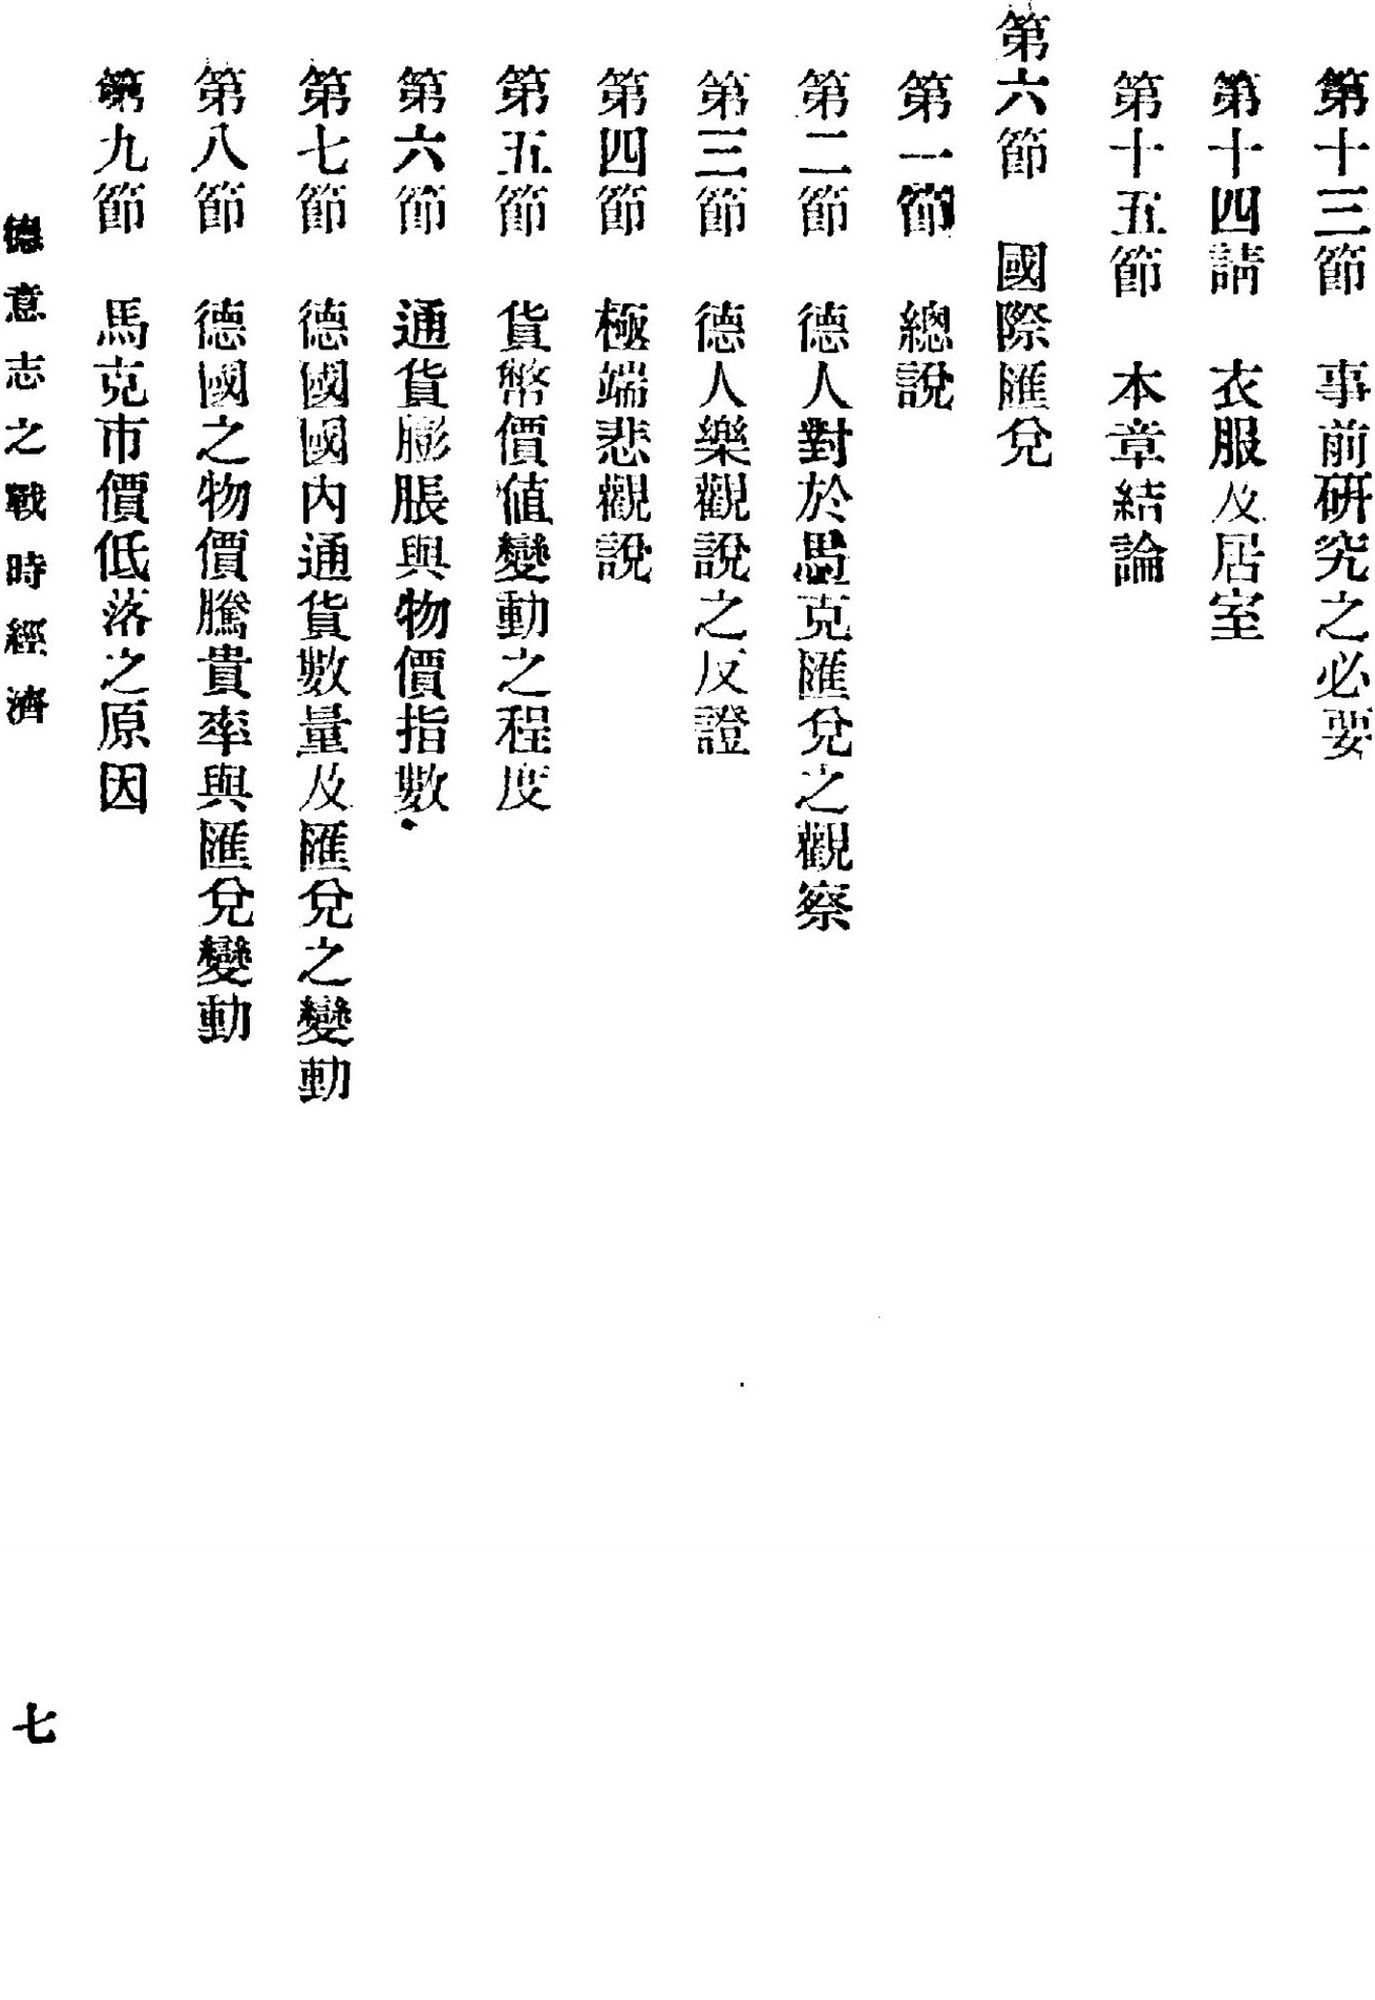 第十三節　事前研究之必要
第十四請　衣服及居室
第十五節　本章結論
第六節　國際匯兌
第一節　總說
第二節　德人對於馬克匯兌之觀察
第三節　德人樂觀說之反證
第四節　極端悲觀說
第五節　貨幣價值變動之程度
第六節　通貨膨脹與物價指數
第七節　德國國內通貨數量及匯兌之變動
第八節　德國之物價騰貴率與匯兌變動
第九節　馬克市價低落之原因
德意志之戰時經濟
七